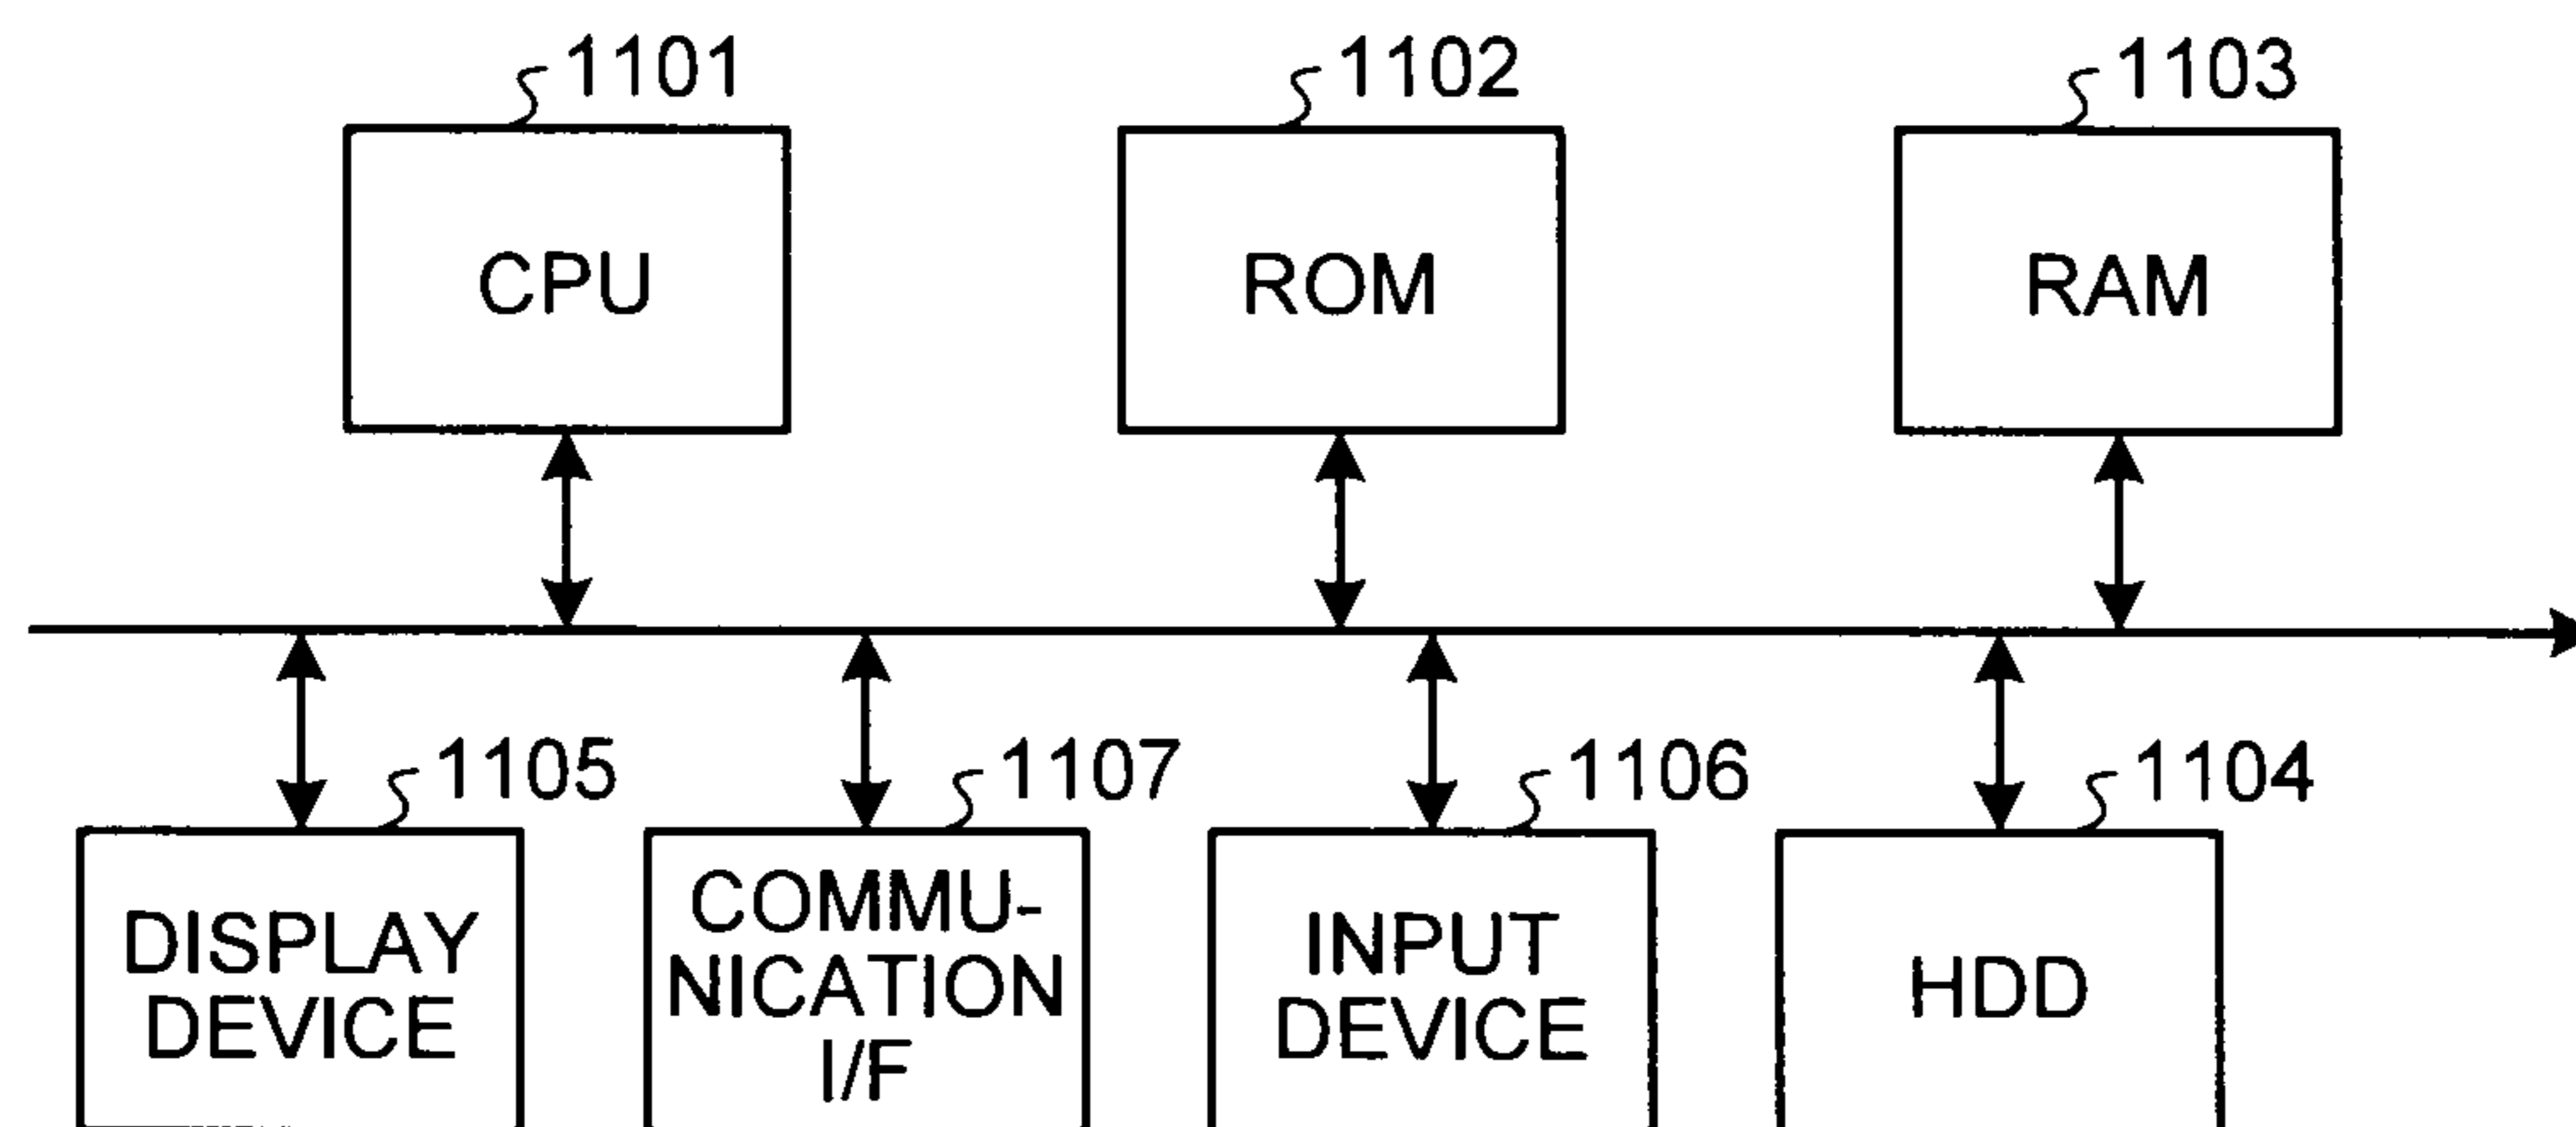 1101
1102
1103
CPU
ROM
RAM
1105
1107
1106
1104
DISPLAY
DEVICE
COMMU-
NICATION
I/F
INPUT
DEVICE
HDD